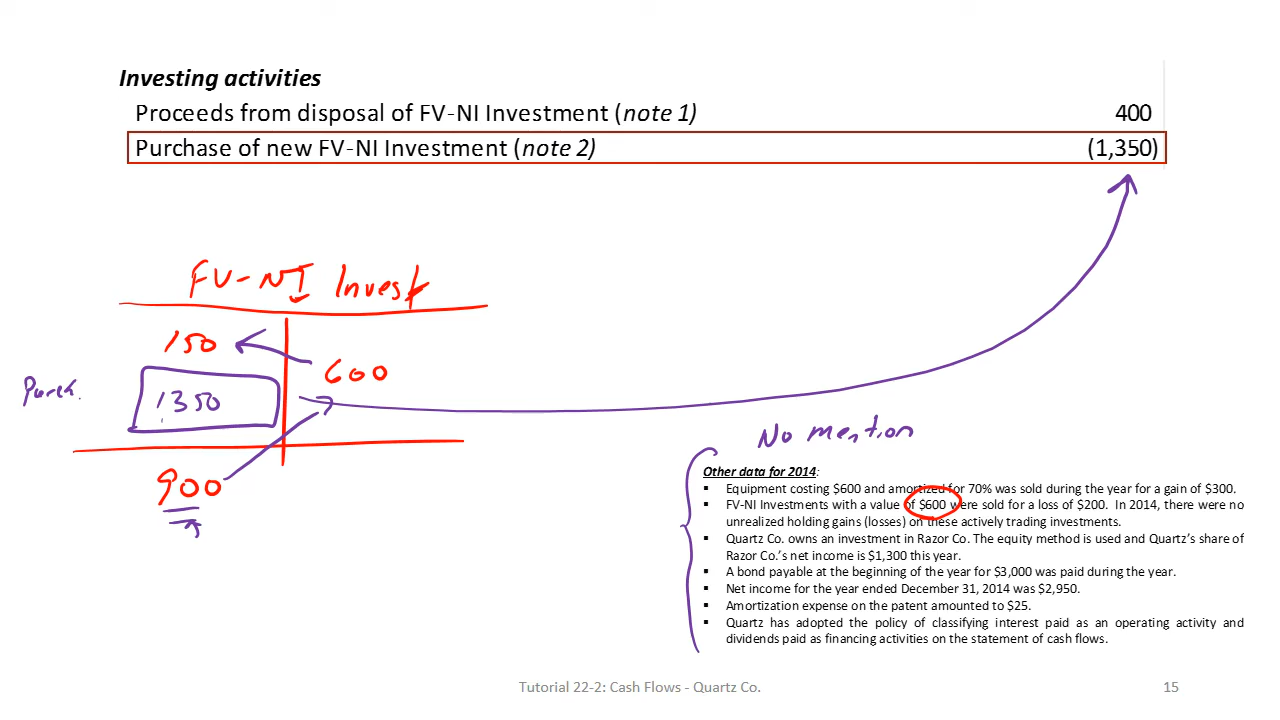 Investing activities
Proceeds from disposal of FV-NI Investment (note 1) 400
Purchase of new FV-NI Investment (note 2) (1,350)
FV-NI Invest
150
600
Purch. 1350
900
No mention
Other data for 2014:
▪ Equipment costing $600 and amortized for 70% was sold during the year for a gain of $300.
▪ FV-NI Investments with a value of $600 were sold for a loss of $200. In 2014, there were no
unrealized holding gains (losses) on these actively trading investments.
▪ Quartz Co. owns an investment in Razor Co. The equity method is used and Quartz's share of
Razor Co.'s net income is $1,300 this year.
▪ A bond payable at the beginning of the year for $3,000 was paid during the year.
▪ Net income for the year ended December 31, 2014 was $2,950.
▪ Amortization expense on the patent amounted to $25.
▪ Quartz has adopted the policy of classifying interest paid as an operating activity and
dividends paid as financing activities on the statement of cash flows.
Tutorial 22-2: Cash Flows - Quartz Co. 15